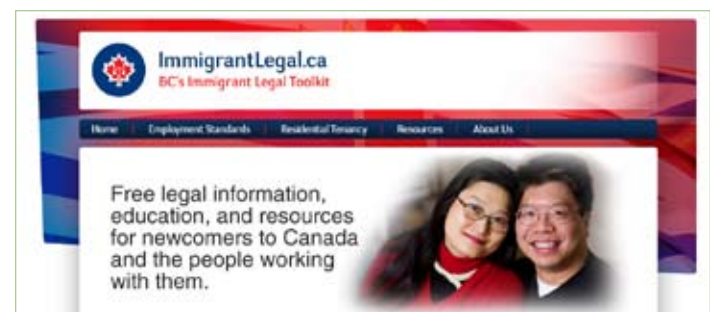 ImmigrantLegal.ca
BC's Immigrant Legal Toolkit
Home Employment Standards Residential Tenancy Resources About Us
Free legal information,
education, and resources
for newcomers to Canada
and the people working
with them.